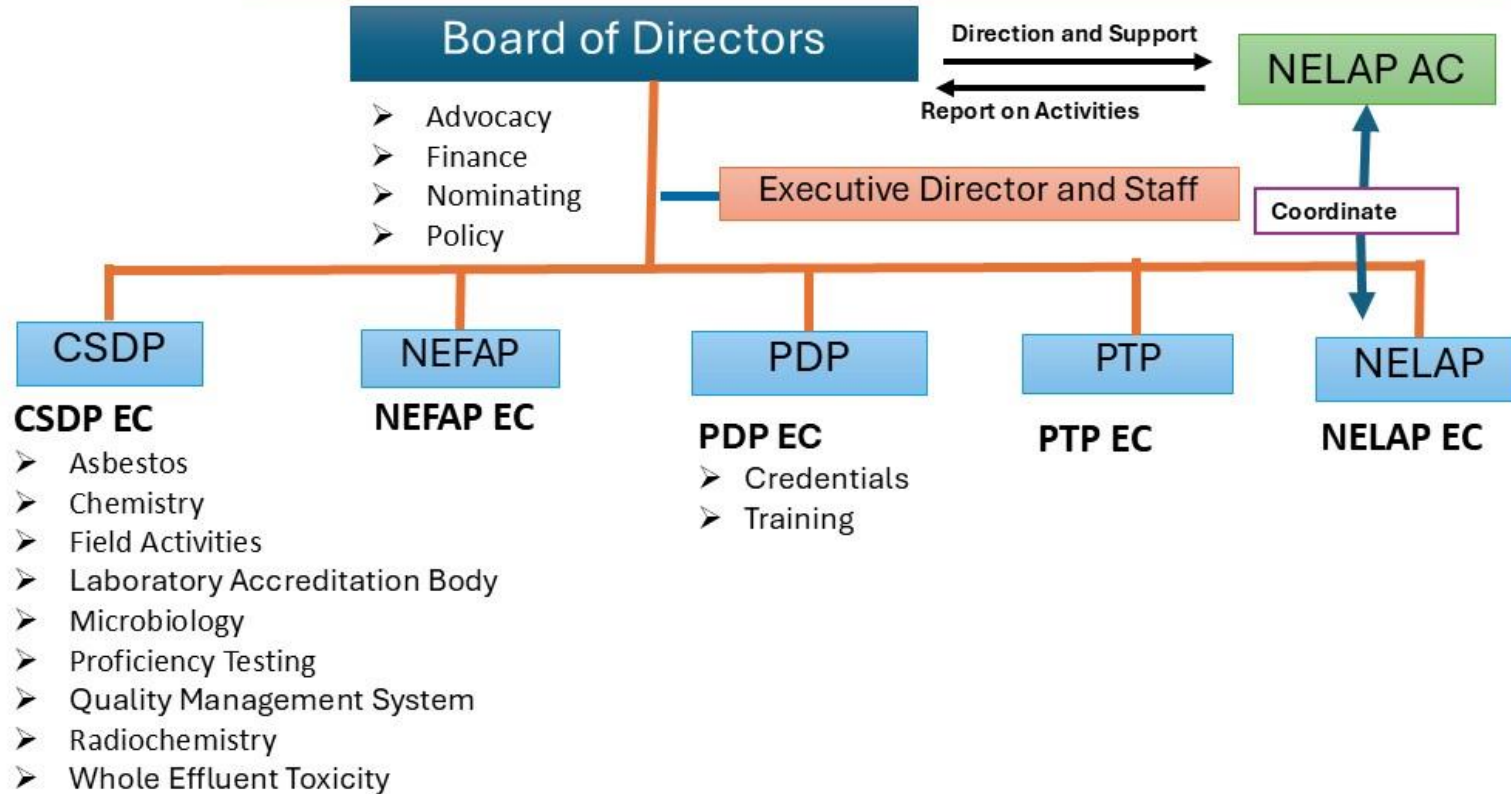 Board of Directors
Direction and Support
NELAP AC
Report on Activities
➢ Advocacy
➢ Finance
➢ Nominating
➢ Policy
Executive Director and Staff
Coordinate
CSDP
NEFAP
PDP
PTP
NELAP
CSDP EC
➢ Asbestos
➢ Chemistry
➢ Field Activities
➢ Laboratory Accreditation Body
➢ Microbiology
➢ Proficiency Testing
➢ Quality Management System
➢ Radiochemistry
➢ Whole Effluent Toxicity
NEFAP EC
PDP EC
➢ Credentials
➢ Training
PTP EC
NELAP EC